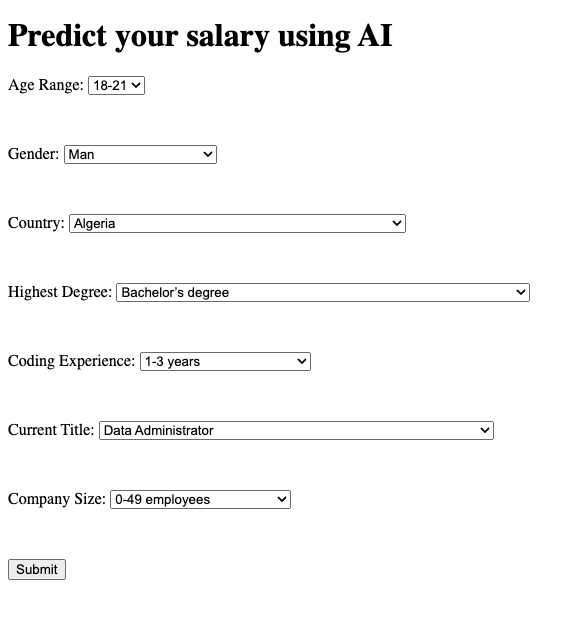 Predict your salary using AI
Age Range: 18-21
Gender: Man
Country: Algeria
Highest Degree: Bachelor’s degree
Coding Experience: 1-3 years
Current Title: Data Administrator
Company Size: 0-49 employees
Submit